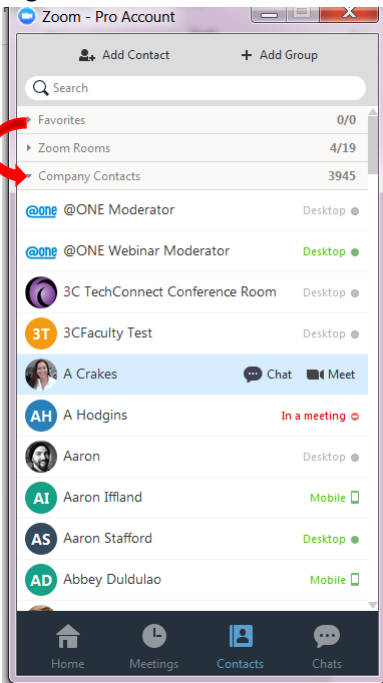 Zoom - Pro Account
Add Contact + Add Group
Search
Favorites 0/0
Zoom Rooms 4/19
Company Contacts 3945
@one @ONE Moderator Desktop
@one @ONE Webinar Moderator Desktop
3C TechConnect Conference Room Desktop
3T 3CFaculty Test Desktop
A Crakes Chat Meet
AH A Hodgins In a meeting
Aaron Desktop
AI Aaron Iffland Mobile
AS Aaron Stafford Desktop
AD Abbey Duldulao Mobile
Home Meetings Contacts Chats